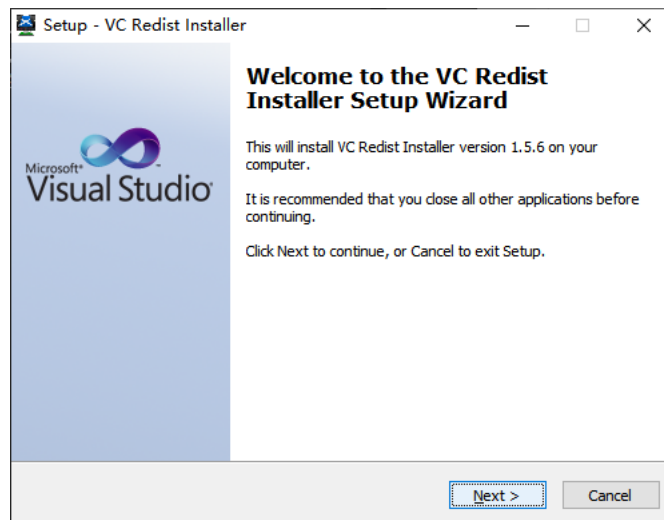 Setup - VC Redist Installer
Welcome to the VC Redist
Installer Setup Wizard
This will install VC Redist Installer version 1.5.6 on your
computer.
It is recommended that you close all other applications before
continuing.
Click Next to continue, or Cancel to exit Setup.
Microsoft*
Visual Studio
Next >
Cancel